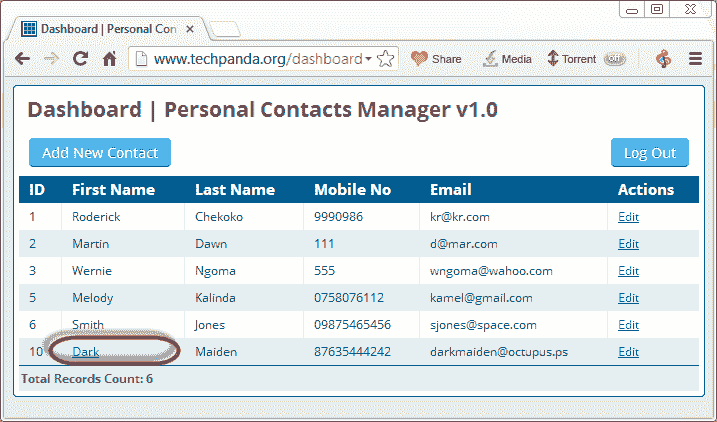 Dashboard | Personal Con
www.techpanda.org/dashboard
Share
Media
Torrent
off
Dashboard | Personal Contacts Manager v1.0
Add New Contact
Log Out
ID First Name Last Name Mobile No Email Actions
1 Roderick Chekoko 9990986 kr@kr.com Edit
2 Martin Dawn 111 d@mar.com Edit
3 Wernie Ngoma 555 wngoma@wahoo.com Edit
5 Melody Kalinda 0758076112 kamel@gmail.com Edit
6 Smith Jones 09875465456 sjones@space.com Edit
10 Dark Maiden 87635444242 darkmaiden@octupus.ps Edit
Total Records Count: 6